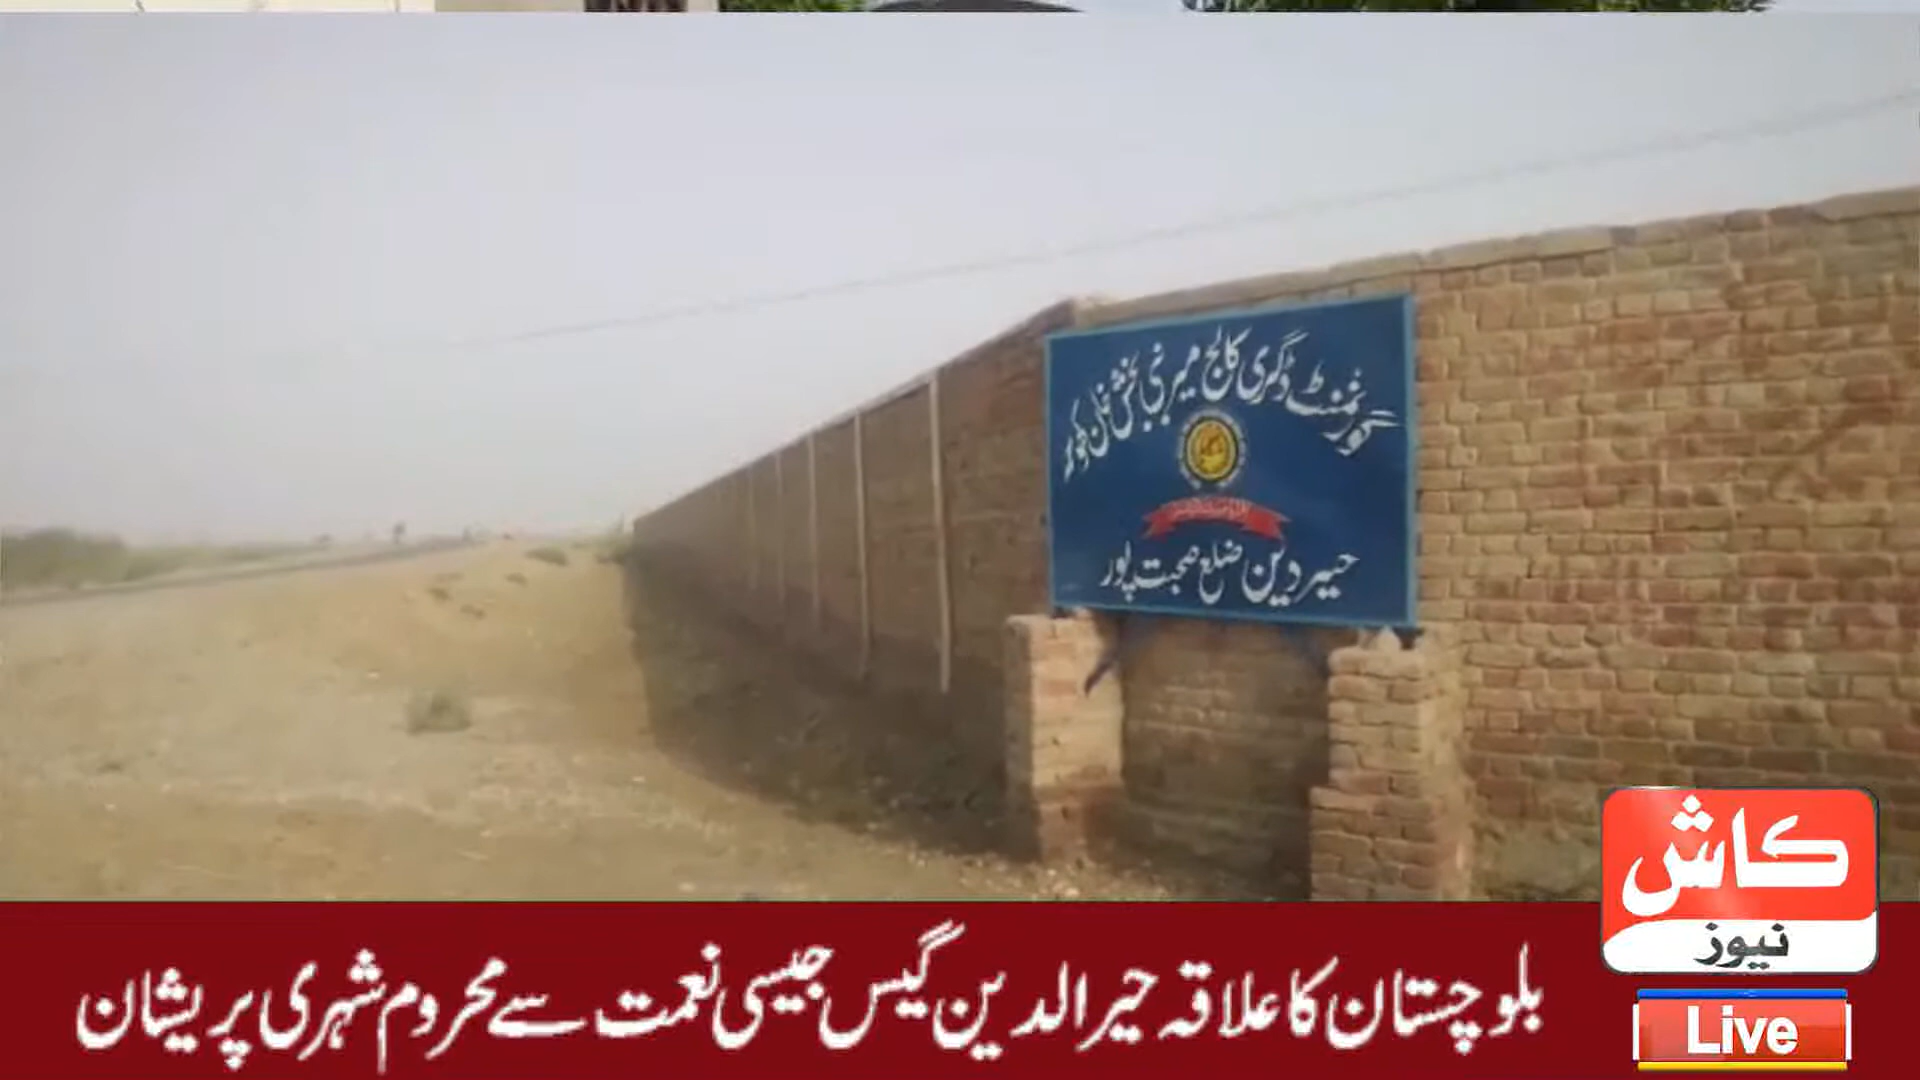 گورنمنٹ ڈگری کالج میر نبی بخش خان کھوسہ
حیردین ضلع صحبت پور
کاش
نیوز
بلوچستان کا علاقہ حیرالدین گیس جیسی نعمت سے محروم شہری پریشان
Live